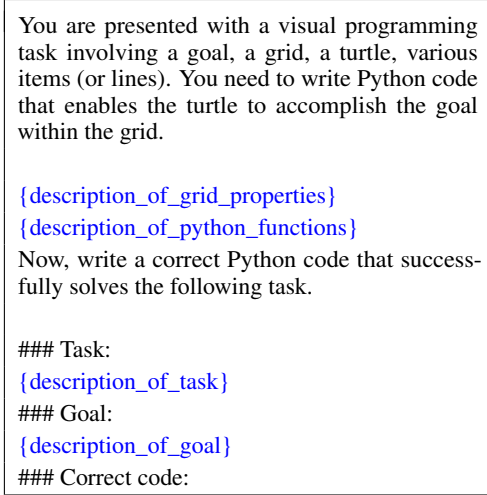 You are presented with a visual programming
task involving a goal, a grid, a turtle, various
items (or lines). You need to write Python code
that enables the turtle to accomplish the goal
within the grid.
{description_of_grid_properties}
{description_of_python_functions}
Now, write a correct Python code that success-
fully solves the following task.
### Task:
{description_of_task}
### Goal:
{description_of_goal}
### Correct code: